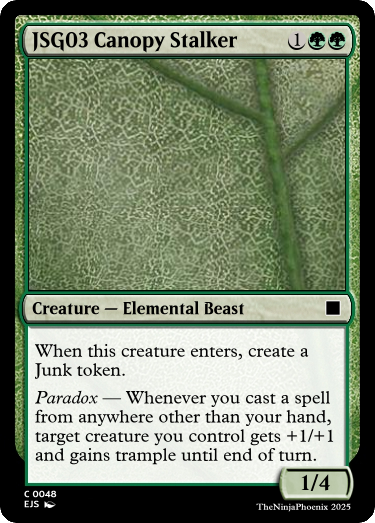 JSG03 Canopy Stalker 1
Creature — Elemental Beast
When this creature enters, create a
Junk token.
Paradox — Whenever you cast a spell
from anywhere other than your hand,
target creature you control gets +1/+1
and gains trample until end of turn.
1/4
C 0048
EJS
TheNinjaPhoenix 2025